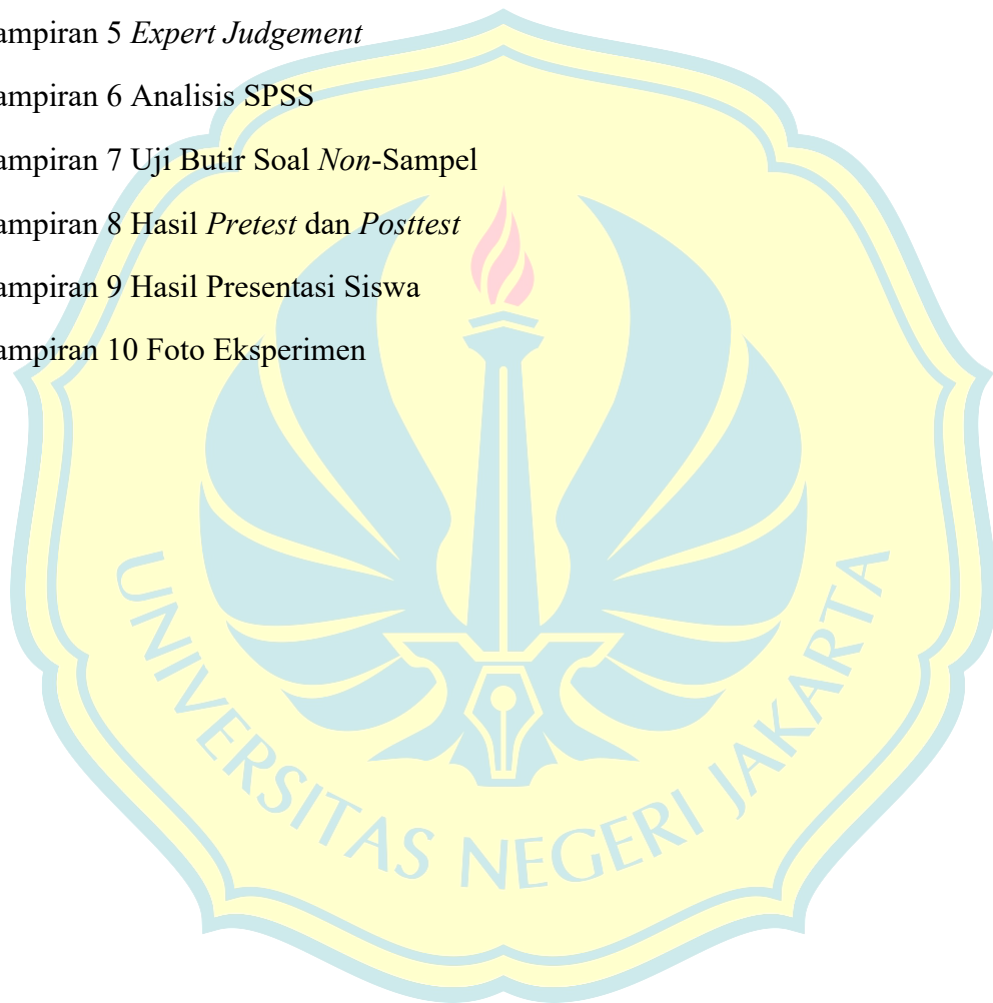 ampiran 5 Expert Judgement
ampiran 6 Analisis SPSS
ampiran 7 Uji Butir Soal Non-Sampel
ampiran 8 Hasil Pretest dan Posttest
ampiran 9 Hasil Presentasi Siswa
ampiran 10 Foto Eksperimen
UNIVERSITAS NEGERI JAKARTA